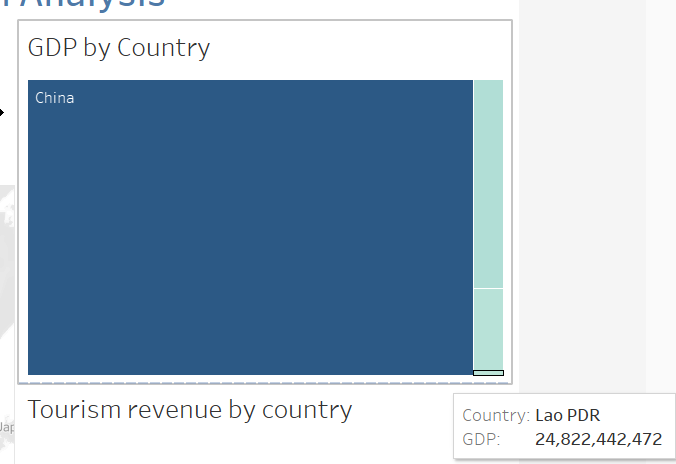 Analysis
GDP by Country
China
Tourism revenue by country
Country: Lao PDR
GDP: 24,822,442,472